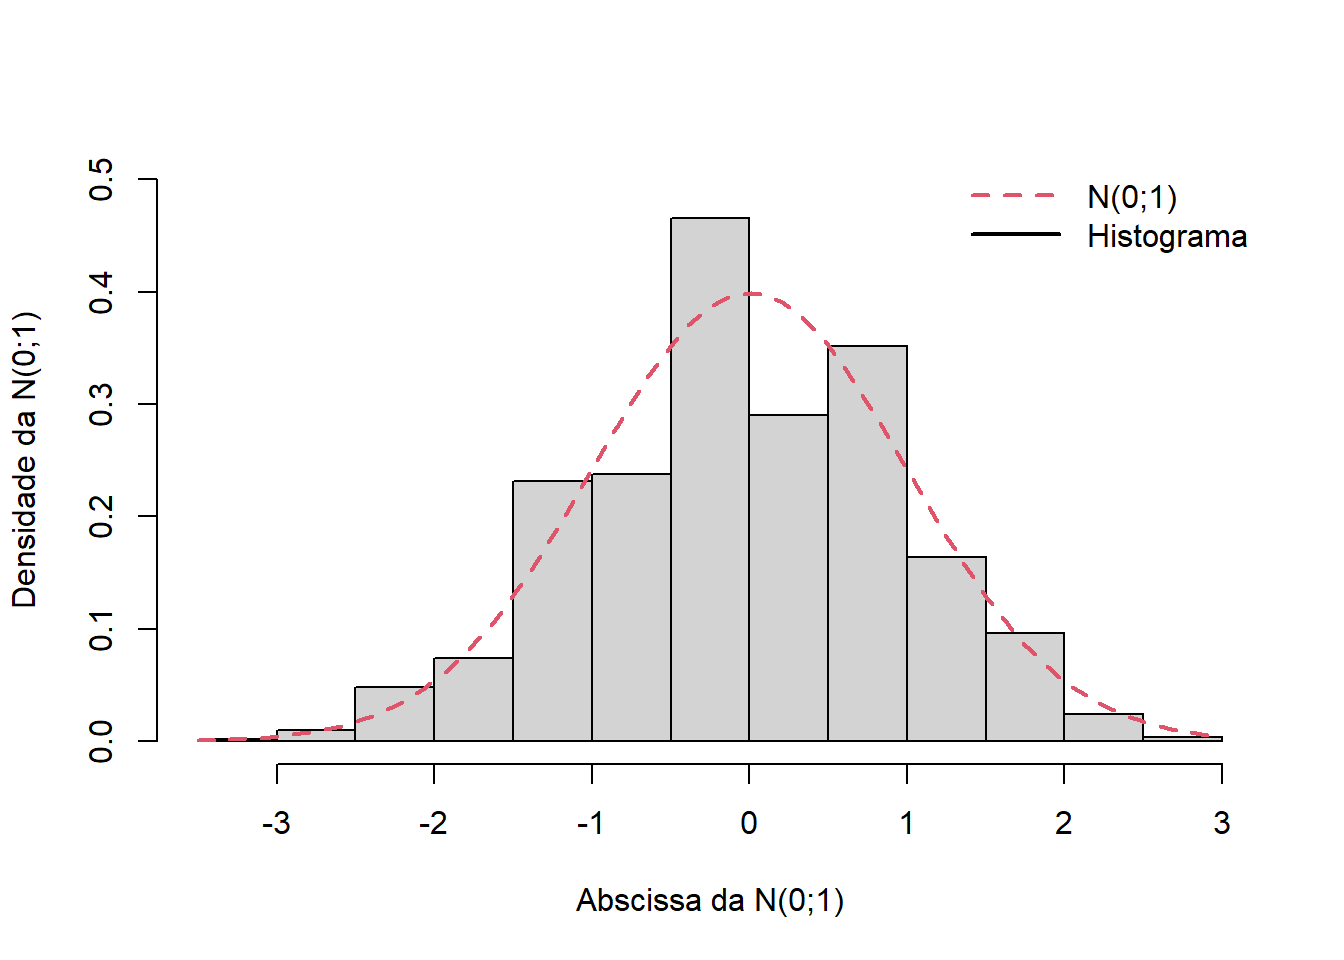 N(0;1)
Histograma
Densidade da N(0;1)
0.5
0.4
0.3
0.2
0.1
0.0
-3 -2 -1 0 1 2 3
Abscissa da N(0;1)